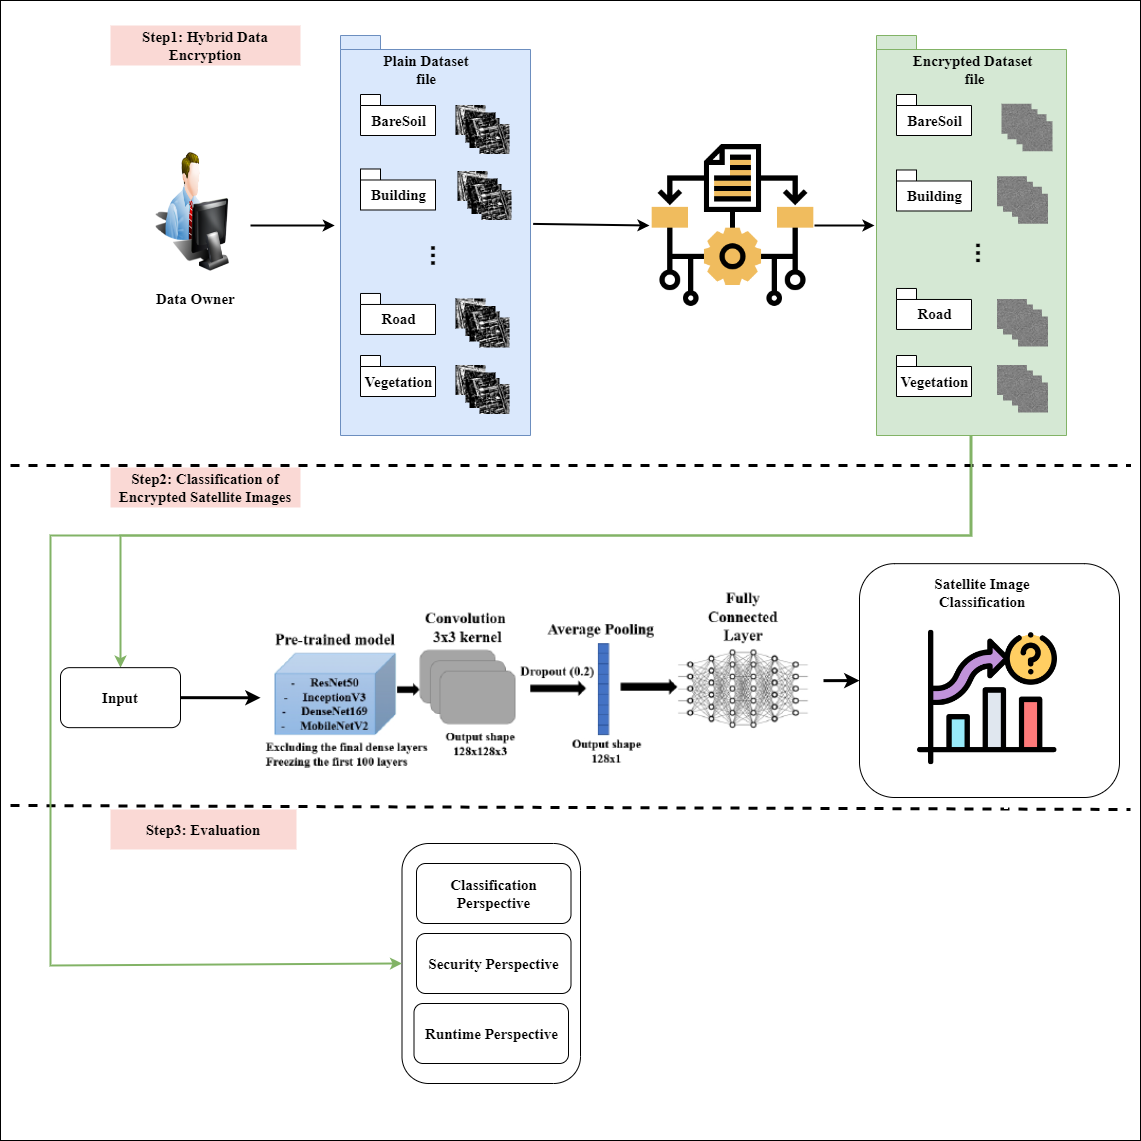 Step1: Hybrid Data
Encryption
Data Owner
Plain Dataset
file
BareSoil
Building
...
Road
Vegetation
Encrypted Dataset
file
BareSoil
Building
...
Road
Vegetation
Step2: Classification of
Encrypted Satellite Images
Input
Pre-trained model
- ResNet50
- InceptionV3
- DenseNet169
- MobileNetV2
Excluding the final dense layers
Freezing the first 100 layers
Convolution
3x3 kernel
Output shape
128x128x3
Average Pooling
Dropout (0.2)
Output shape
128x1
Fully
Connected
Layer
Satellite Image
Classification
?
Step3: Evaluation
Classification
Perspective
Security Perspective
Runtime Perspective